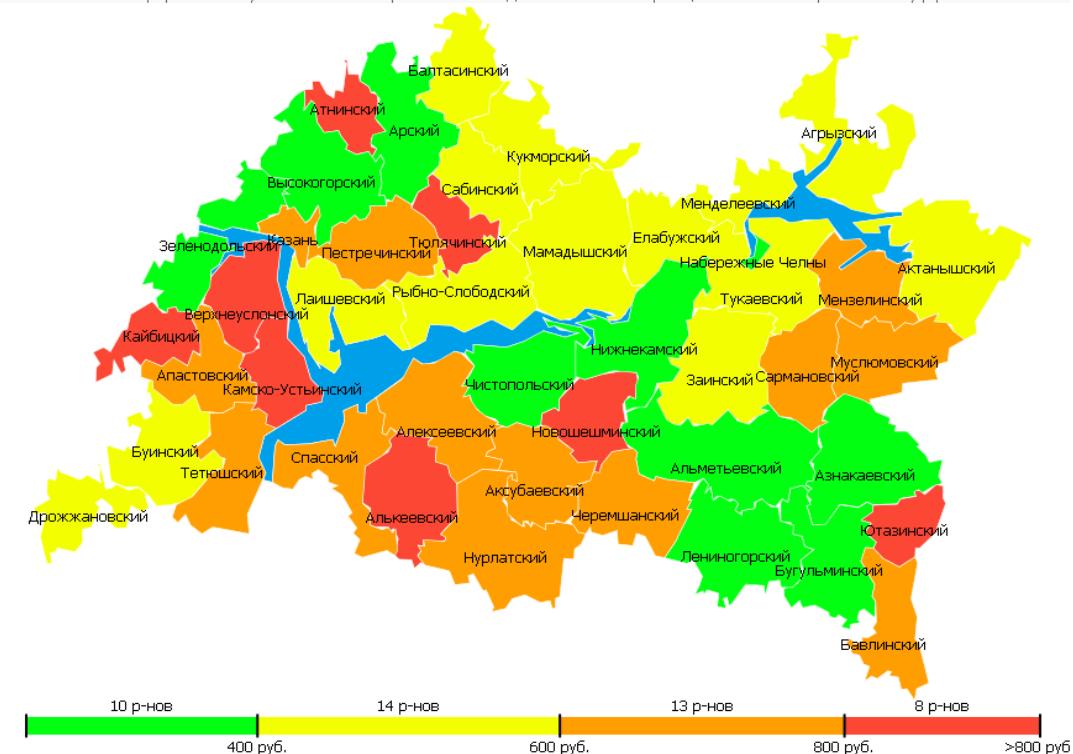 Балтасинский
Атнинский
Арский
Агрызский
Кукморский
Высокогорский
Сабинский
Менделеевский
Зеленодольский
Казань
Пестречинский
Тюлячинский
Мамадышский
Елабужский
Набережные Челны
Актанышский
Лаишевский
Рыбно-Слободский
Тукаевский
Мензелинский
Верхнеуслонский
Кайбицкий
Нижнекамский
Муслюмовский
Апастовский
Камско-Устьинский
Чистопольский
Заинский
Сармановский
Алексеевский
Новошешминский
Буинский
Тетюшский
Спасский
Альметьевский
Азнакаевский
Аксубаевский
Дрожжановский
Алькеевский
Черемшанский
Ютазинский
Нурлатский
Лениногорский
Бугульминский
Бавлинский
10 р-нов 14 р-нов 13 р-нов 8 р-нов
400 руб. 600 руб. 800 руб. >800 руб